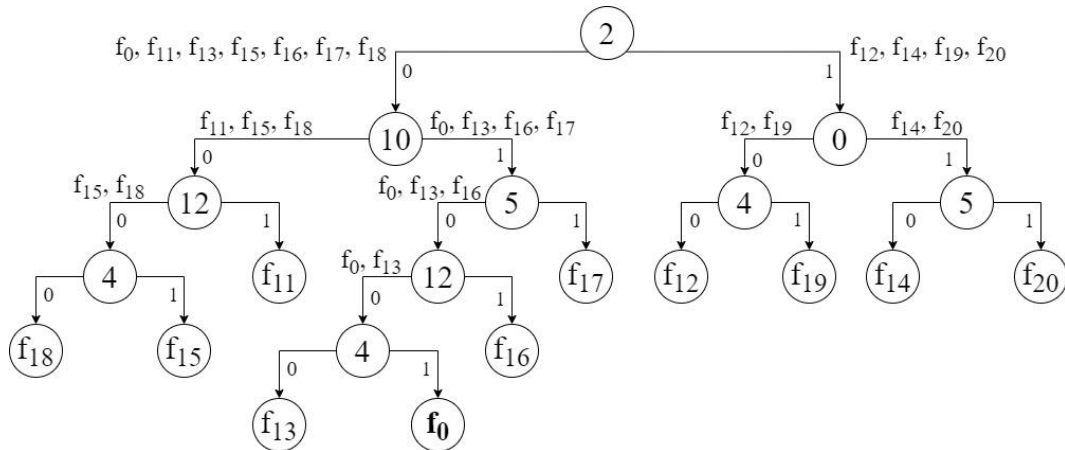 2
f₀, f₁₁, f₁₃, f₁₅, f₁₆, f₁₇, f₁₈
f₁₂, f₁₄, f₁₉, f₂₀
0
1
f₁₁, f₁₅, f₁₈
10
f₀, f₁₃, f₁₆, f₁₇
f₁₂, f₁₉
0
f₁₄, f₂₀
0
1
0
1
f₁₅, f₁₈
12
f₀, f₁₃, f₁₆
5
4
5
0
1
0
1
0
1
0
1
4
f₁₁
f₀, f₁₃
12
f₁₇
f₁₂
f₁₉
f₁₄
f₂₀
0
1
0
1
f₁₈
f₁₅
4
f₁₆
0
1
f₁₃
f₀